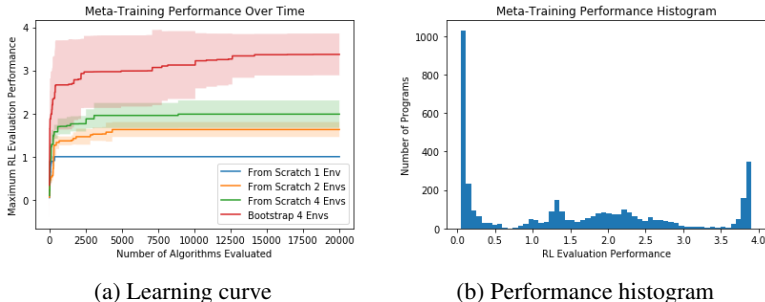 Meta-Training Performance Over Time
Maximum RL Evaluation Performance
4
3
2
1
0
0 2500 5000 7500 10000 12500 15000 17500 20000
Number of Algorithms Evaluated
From Scratch 1 Env
From Scratch 2 Envs
From Scratch 4 Envs
Bootstrap 4 Envs
(a) Learning curve
Meta-Training Performance Histogram
Number of Programs
1000
800
600
400
200
0
0.0 0.5 1.0 1.5 2.0 2.5 3.0 3.5 4.0
RL Evaluation Performance
(b) Performance histogram